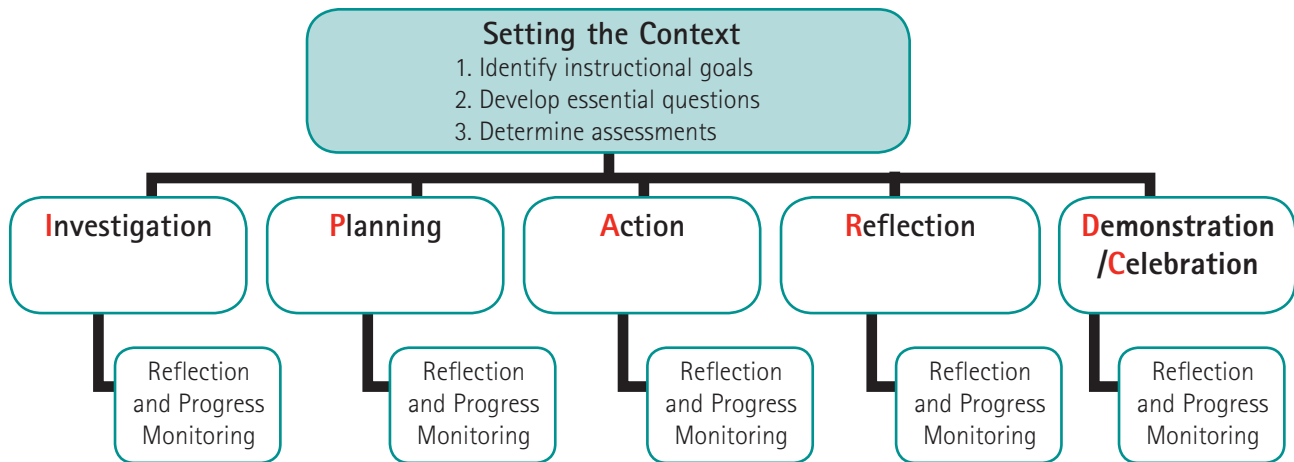 Setting the Context
1. Identify instructional goals
2. Develop essential questions
3. Determine assessments
Investigation
Planning
Action
Reflection
Demonstration
/Celebration
Reflection
and Progress
Monitoring
Reflection
and Progress
Monitoring
Reflection
and Progress
Monitoring
Reflection
and Progress
Monitoring
Reflection
and Progress
Monitoring